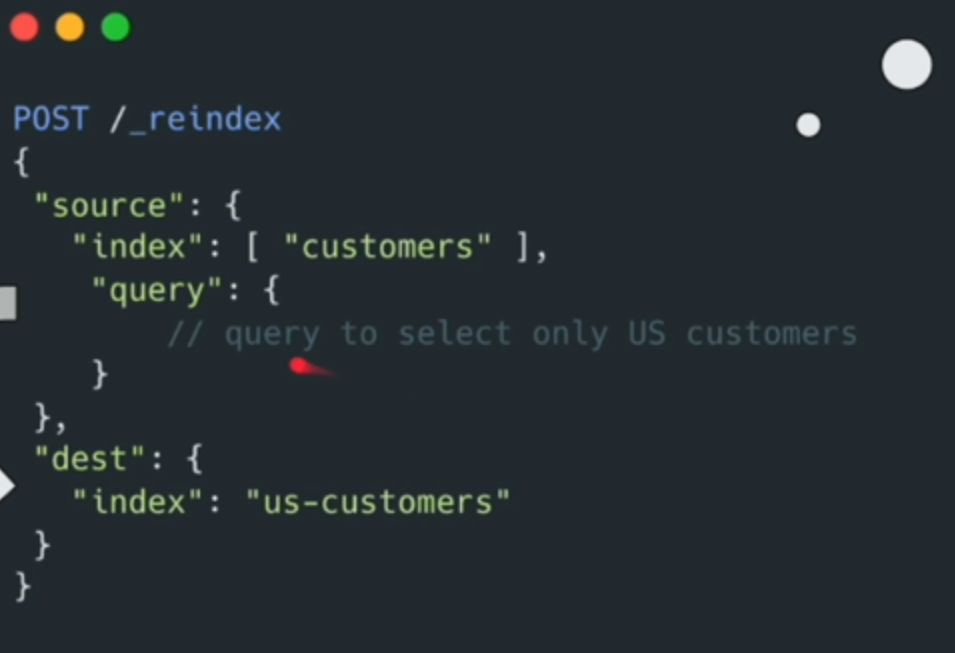 POST /_reindex
{
"source": {
"index": [ "customers" ],
"query": {
// query to select only US customers
}
},
"dest": {
"index": "us-customers"
}
}